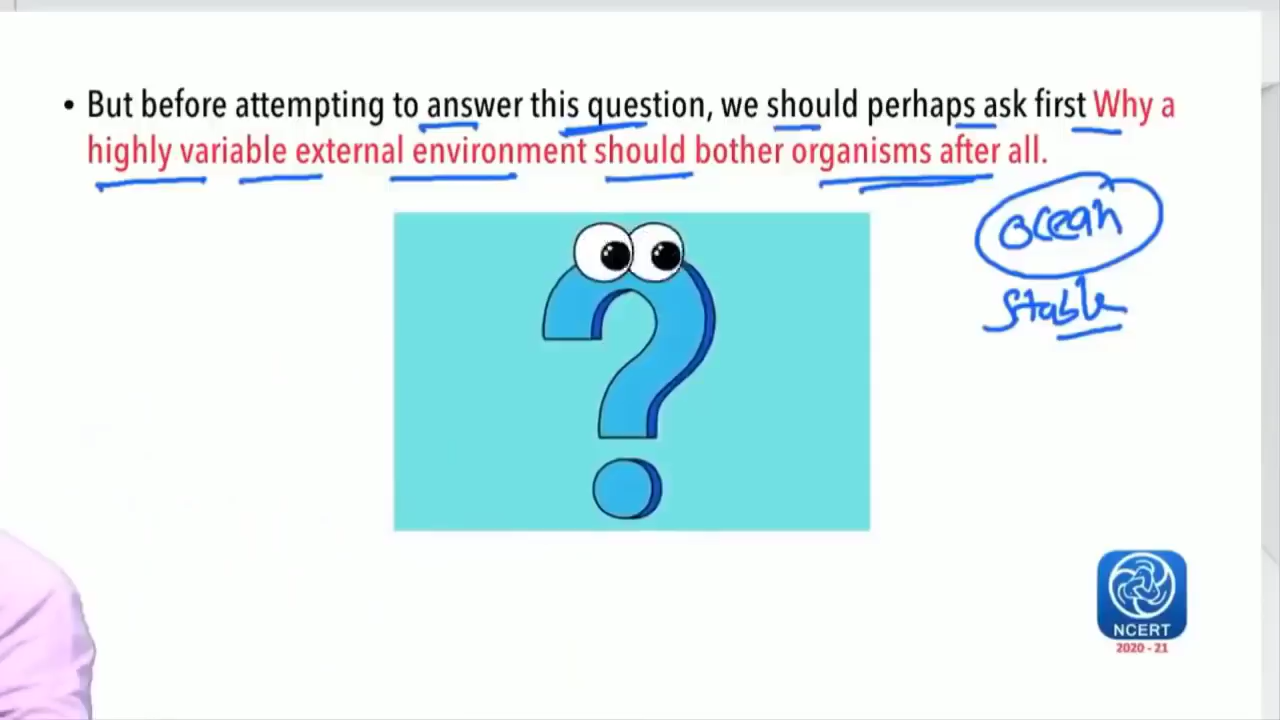 • But before attempting to answer this question, we should perhaps ask first Why a
highly variable external environment should bother organisms after all.
ocean
stable
NCERT
2020 - 21